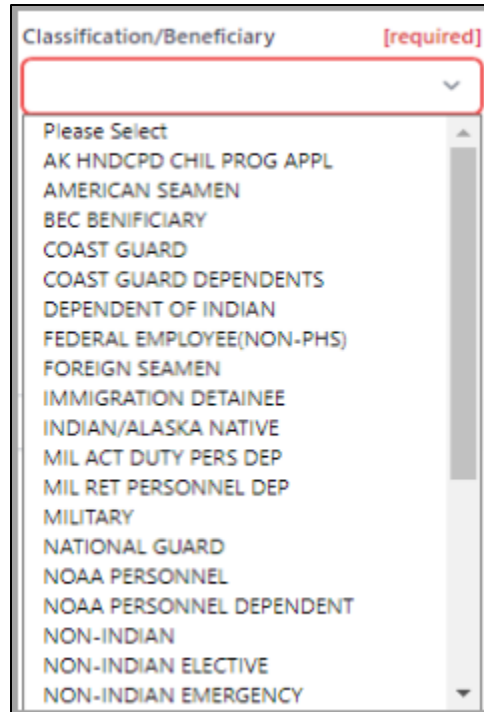 Classification/Beneficiary [required]
Please Select
AK HNDCPD CHIL PROG APPL
AMERICAN SEAMEN
BEC BENIFICIARY
COAST GUARD
COAST GUARD DEPENDENTS
DEPENDENT OF INDIAN
FEDERAL EMPLOYEE(NON-PHS)
FOREIGN SEAMEN
IMMIGRATION DETAINEE
INDIAN/ALASKA NATIVE
MIL ACT DUTY PERS DEP
MIL RET PERSONNEL DEP
MILITARY
NATIONAL GUARD
NOAA PERSONNEL
NOAA PERSONNEL DEPENDENT
NON-INDIAN
NON-INDIAN ELECTIVE
NON-INDIAN EMERGENCY